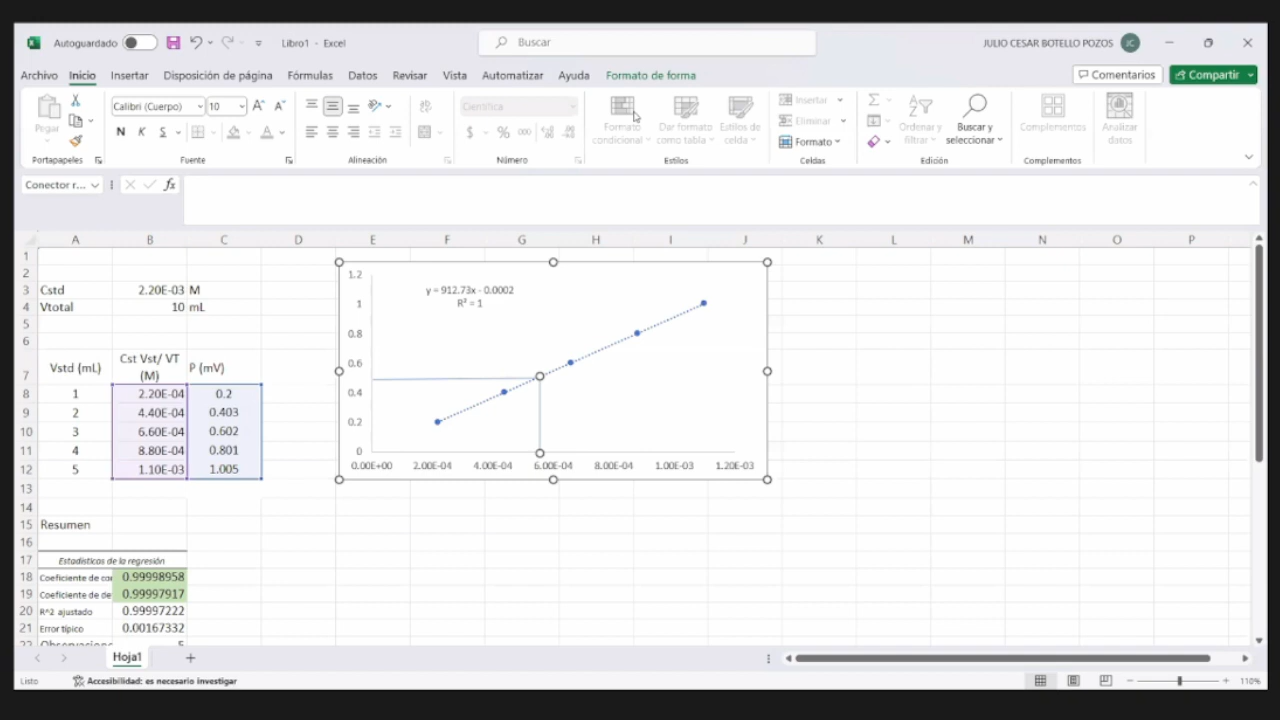 Autoguardado
Libro1 - Excel
Buscar
JULIO CESAR BOTELLO POZOS
JC
Archivo Inicio Insertar Disposición de página Fórmulas Datos Revisar Vista Automatizar Ayuda Formato de forma
Comentarios
Compartir
Pegar
Calibri (Cuerpo) 10
N K S
Científica
$ % 000
Formato condicional
Dar formato como tabla
Estilos de celda
Insertar
Eliminar
Formato
Ordenar y filtrar
Buscar y seleccionar
Complementos
Analizar datos
Portapapeles Fuente Alineación Número Estilos Celdas Edición Complementos
Conector r...
fx
A B C D E F G H I J K L M N O P
1
2
3 Cstd 2.20E-03 M
4 Vtotal 10 mL
5
6
7 Vstd (mL) Cst Vst/ VT (M) P (mV)
8 1 2.20E-04 0.2
9 2 4.40E-04 0.403
10 3 6.60E-04 0.602
11 4 8.80E-04 0.801
12 5 1.10E-03 1.005
13
14
15 Resumen
16
17 Estadísticas de la regresión
18 Coeficiente de cor 0.99998958
19 Coeficiente de de 0.99997917
20 R^2 ajustado 0.99997222
21 Error típico 0.00167332
22 Observacione 5
y = 912.73x - 0.0002
R² = 1
1.2
1
0.8
0.6
0.4
0.2
0
0.00E+00 2.00E-04 4.00E-04 6.00E-04 8.00E-04 1.00E-03 1.20E-03
Hoja1
Listo
Accesibilidad: es necesario investigar
110%